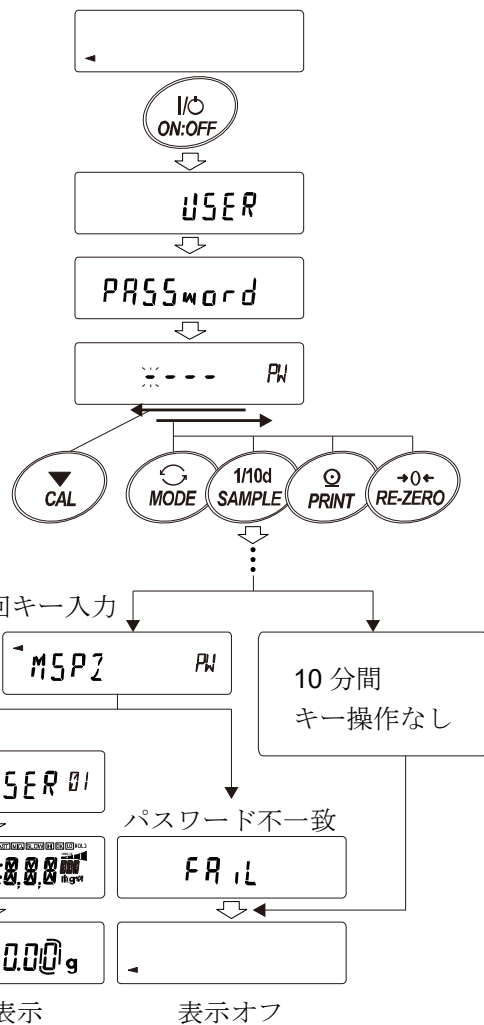 I/⏻
ON:OFF
USER
PASSword
- - - - PW
CAL
MODE
1/10d
SAMPLE
PRINT
→0←
RE-ZERO
回キー入力
MSP2 PW
10 分間
キー操作なし
SER 01
パスワード不一致
FAiL
0.00 g
表示
表示オフ